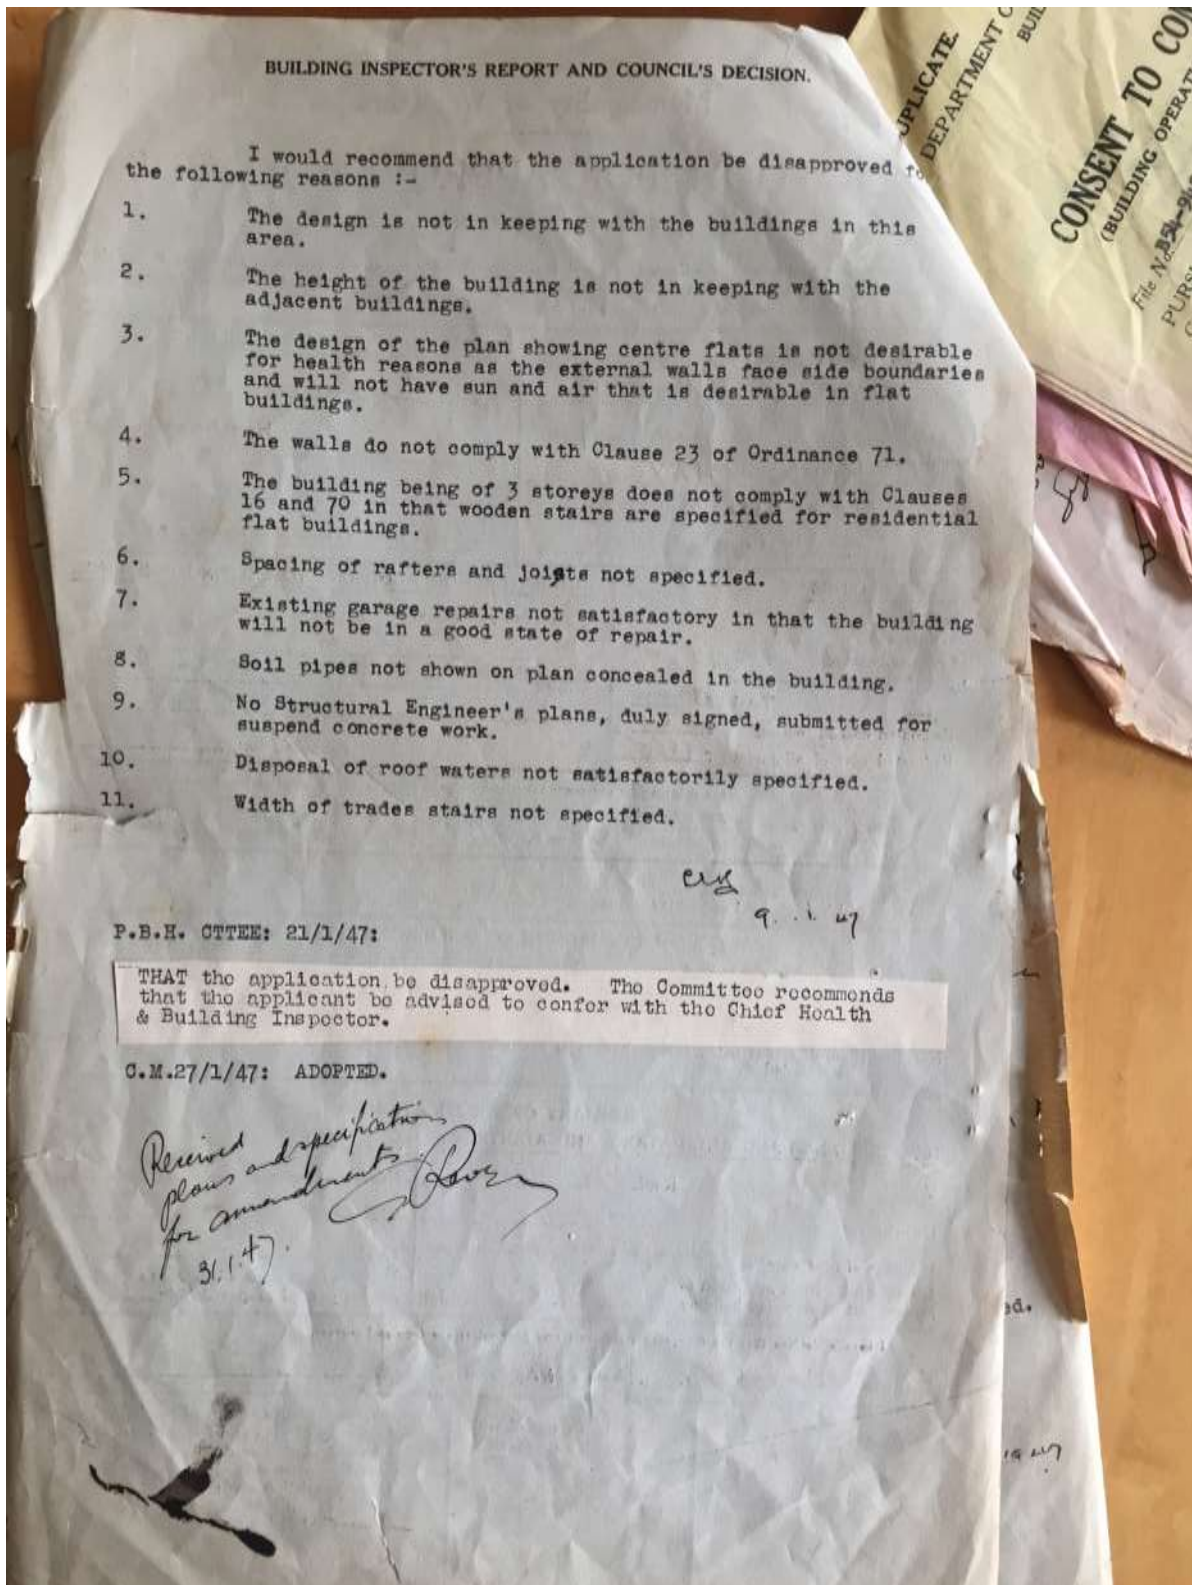 BUILDING INSPECTOR'S REPORT AND COUNCIL'S DECISION.
I would recommend that the application be disapproved
the following reasons :-
1. The design is not in keeping with the buildings in this
area.
2. The height of the building is not in keeping with the
adjacent buildings.
3. The design of the plan showing centre flats is not desirable
for health reasons as the external walls face side boundaries
and will not have sun and air that is desirable in flat
buildings.
4. The walls do not comply with Clause 23 of Ordinance 71.
5. The building being of 3 storeys does not comply with Clauses
16 and 70 in that wooden stairs are specified for residential
flat buildings.
6. Spacing of rafters and joists not specified.
7. Existing garage repairs not satisfactory in that the building
will not be in a good state of repair.
8. Soil pipes not shown on plan concealed in the building.
9. No Structural Engineer's plans, duly signed, submitted for
suspend concrete work.
10. Disposal of roof waters not satisfactorily specified.
11. Width of trades stairs not specified.
9.1.47
P.B.H. CTTEE: 21/1/47:
THAT the application be disapproved. The Committee recommends
that the applicant be advised to confer with the Chief Health
& Building Inspector.
C.M.27/1/47: ADOPTED.
Received
plans and specifications
for amendments
31.1.47.
UPLICATE.
DEPARTMENT
BUIL
CONSENT TO CO
(BUILDING OPERAT
File No.
PURS
ed.